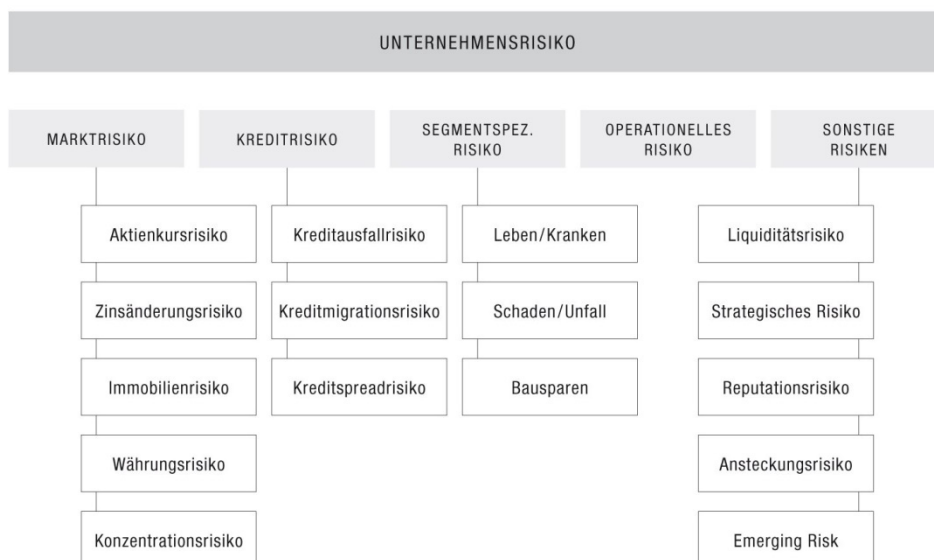 UNTERNEHMENSRISIKO
MARKTRISIKO
KREDITRISIKO
SEGMENTSPEZ.
RISIKO
OPERATIONELLES
RISIKO
SONSTIGE
RISIKEN
Aktienkursrisiko
Kreditausfallrisiko
Leben/Kranken
Liquiditätsrisiko
Zinsänderungsrisiko
Kreditmigrationsrisiko
Schaden/Unfall
Strategisches Risiko
Immobilienrisiko
Kreditspreadrisiko
Bausparen
Reputationsrisiko
Währungsrisiko
Ansteckungsrisiko
Konzentrationsrisiko
Emerging Risk